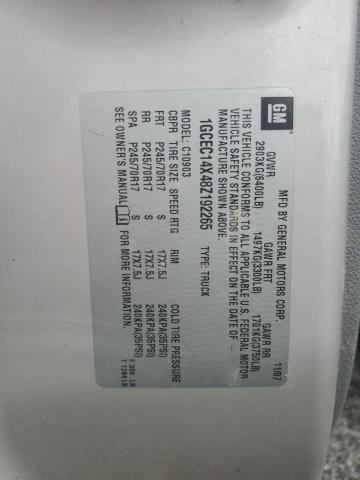 GM
MFD BY GENERAL MOTORS CORP. 11/07
GVWR GAWR FRT GAWR RR
2903KG(6400LB) 1497KG(3300LB) 1701KG(3750LB)
THIS VEHICLE CONFORMS TO ALL APPLICABLE U.S. FEDERAL MOTOR
VEHICLE SAFETY STANDARDS IN EFFECT ON THE DATE OF
MANUFACTURE SHOWN ABOVE.
1GCEC14X48Z192265 TYPE: TRUCK
MODEL: C10903
CBPR TIRE SIZE SPEED RTG RIM COLD TIRE PRESSURE
FRT P245/70R17 S 17X7.5J 240KPA(35PSI)
RR P245/70R17 S 17X7.5J 240KPA(35PSI)
SPA P245/70R17 S 17X7.5J 240KPA(35PSI)
SEE OWNER'S MANUAL FOR MORE INFORMATION.